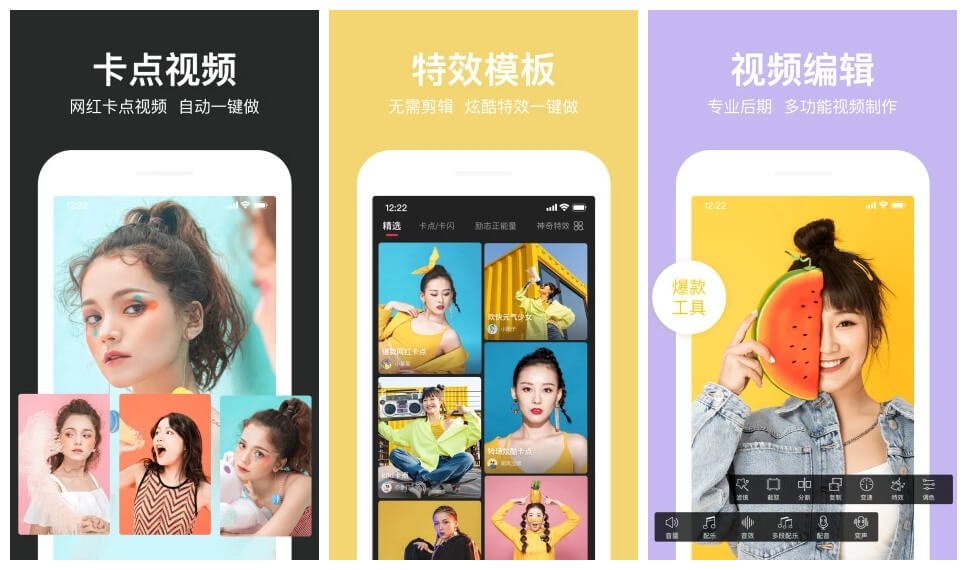 卡点视频
网红卡点视频 自动一键做
12:22
特效模板
无需剪辑 炫酷特效一键做
12:22
精选 卡点/卡闪 励志正能量 神奇特效
爆款网红卡点
欢快元气少女
kiki卡点
转场炫酷卡点
视频编辑
专业后期 多功能视频制作
12:22
爆款
工具
滤镜 截取 分割 复制 变速 特效 调色
音量 配乐 音效 多段配乐 配音 变声